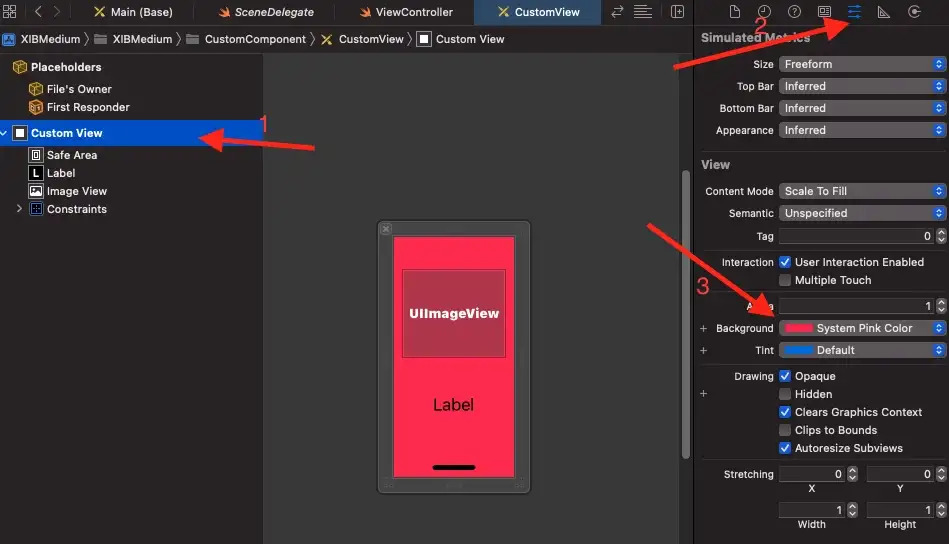 Main (Base)
SceneDelegate
ViewController
CustomView
XIBMedium
XIBMedium
CustomComponent
CustomView
Custom View
Placeholders
File's Owner
First Responder
Custom View
1
Safe Area
L Label
Image View
Constraints
UIImageView
Label
2
Simulated Metrics
Size Freeform
Top Bar Inferred
Bottom Bar Inferred
Appearance Inferred
View
Content Mode Scale To Fill
Semantic Unspecified
Tag 0
Interaction User Interaction Enabled
Multiple Touch
3
1
+ Background System Pink Color
+ Tint Default
Drawing Opaque
+ Hidden
Clears Graphics Context
Clips to Bounds
Autoresize Subviews
Stretching 0 0
X Y
1 1
Width Height